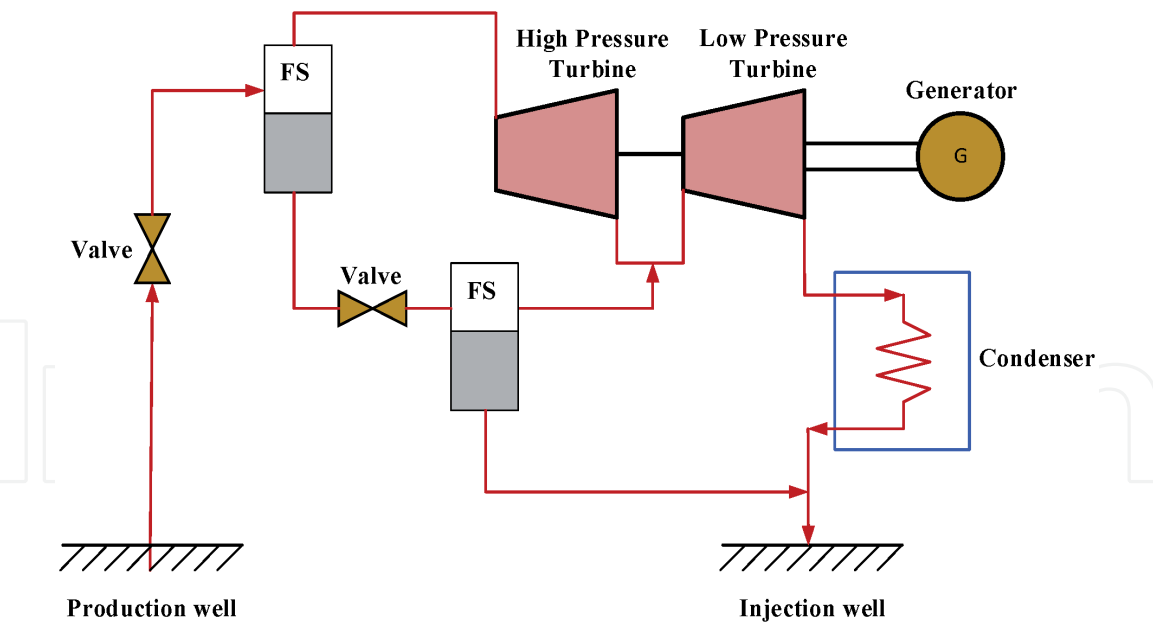 High Pressure
Turbine
Low Pressure
Turbine
FS
Generator
G
Valve
Valve
FS
Condenser
Production well
Injection well